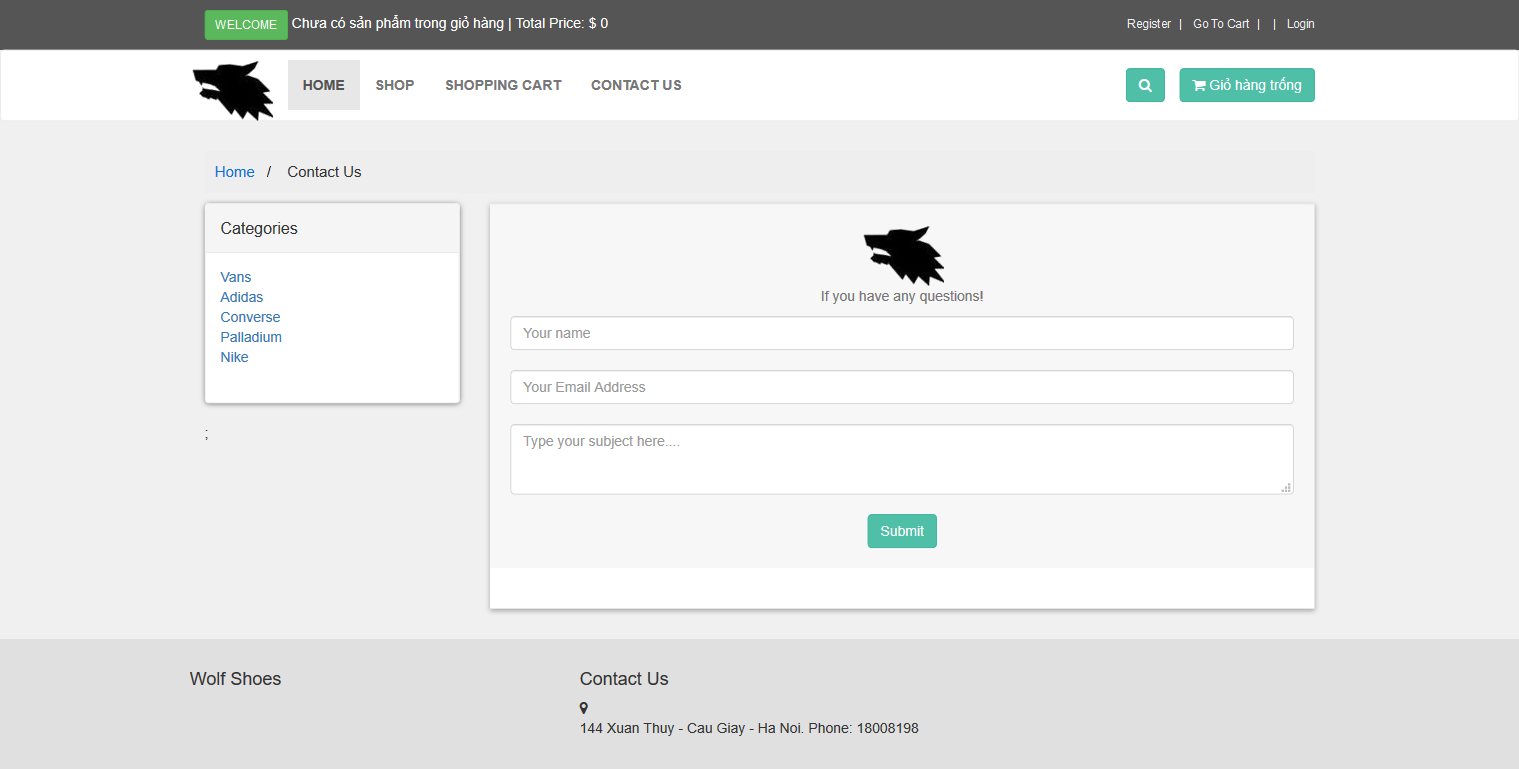 WELCOME Chưa có sản phẩm trong giỏ hàng | Total Price: $ 0
Register | Go To Cart | | Login
HOME SHOP SHOPPING CART CONTACT US
Giỏ hàng trống
Home / Contact Us
Categories
Vans
Adidas
Converse
Palladium
Nike
;
If you have any questions!
Your name
Your Email Address
Type your subject here....
Submit
Wolf Shoes
Contact Us
144 Xuan Thuy - Cau Giay - Ha Noi. Phone: 18008198